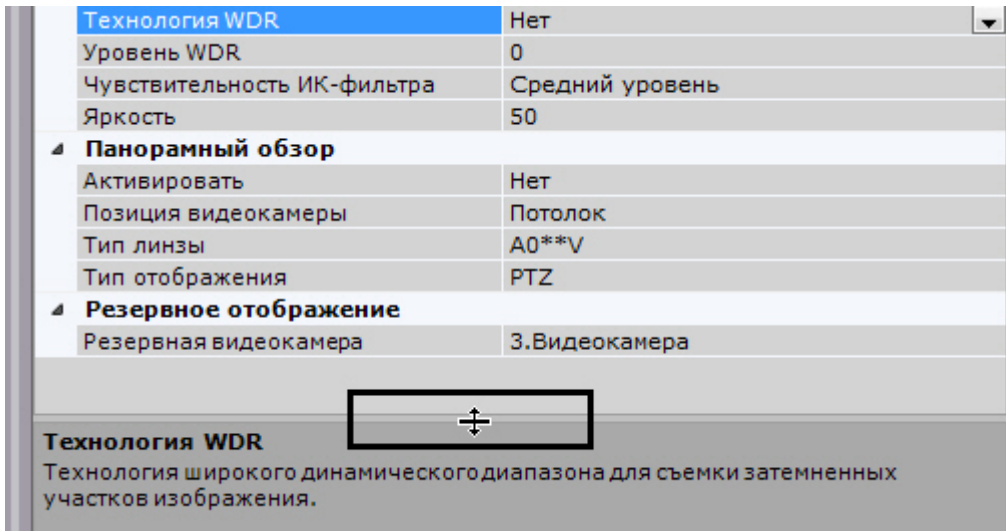 Технология WDR Нет
Уровень WDR 0
Чувствительность ИК-фильтра Средний уровень
Яркость 50
Панорамный обзор
Активировать Нет
Позиция видеокамеры Потолок
Тип линзы A0**V
Тип отображения PTZ
Резервное отображение
Резервная видеокамера 3.Видеокамера
Технология WDR
Технология широкого динамического диапазона для съемки затемненных
участков изображения.